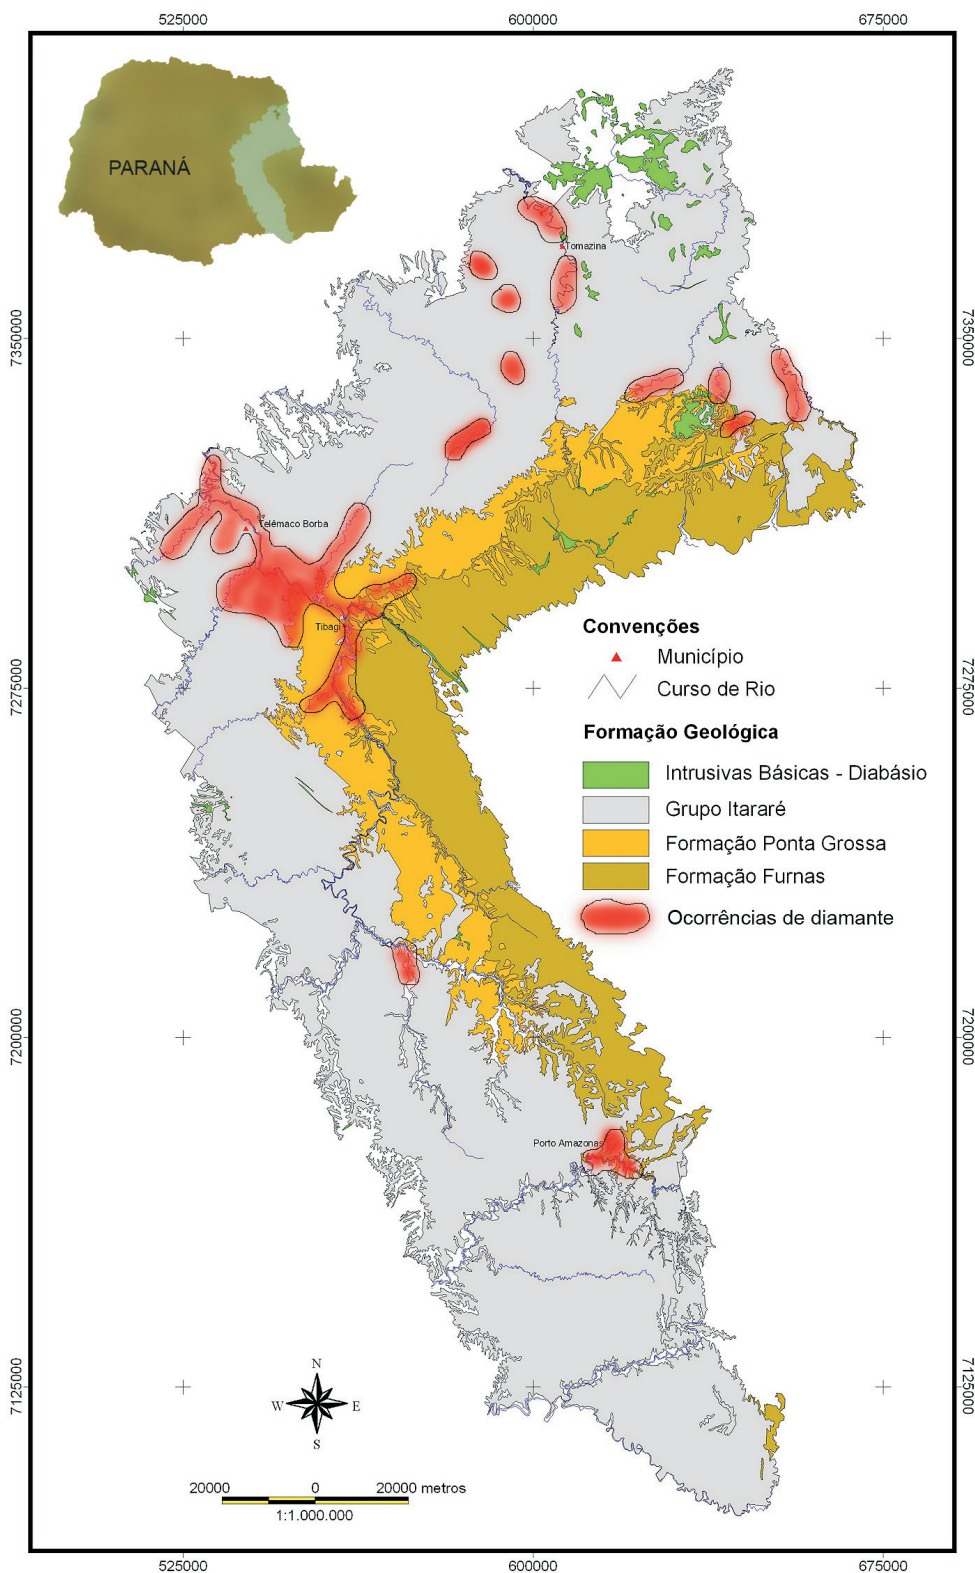 525000 600000 675000
PARANÁ
Tomazina
7350000 7350000
Telêmaco Borba
Tibagi
Convenções
Município
Curso de Rio
7275000 7275000
Formação Geológica
Intrusivas Básicas - Diabásio
Grupo Itararé
Formação Ponta Grossa
Formação Furnas
Ocorrências de diamante
7200000 7200000
Porto Amazonas
7125000 7125000
N
W E
S
20000 0 20000 metros
1:1.000.000
525000 600000 675000